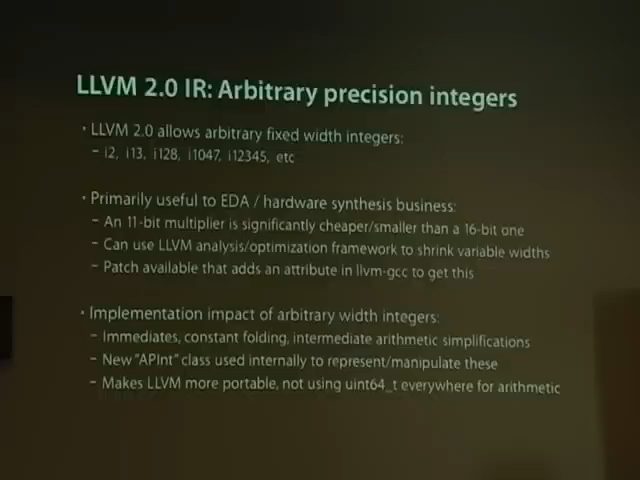 LLVM 2.0 IR: Arbitrary precision integers
· LLVM 2.0 allows arbitrary fixed width integers:
– i2, i13, i128, i1047, i12345, etc
· Primarily useful to EDA / hardware synthesis business:
– An 11-bit multiplier is significantly cheaper/smaller than a 16-bit one
– Can use LLVM analysis/optimization framework to shrink variable widths
– Patch available that adds an attribute in llvm-gcc to get this
· Implementation impact of arbitrary width integers:
– Immediates, constant folding, intermediate arithmetic simplifications
– New "APInt" class used internally to represent/manipulate these
– Makes LLVM more portable, not using uint64_t everywhere for arithmetic